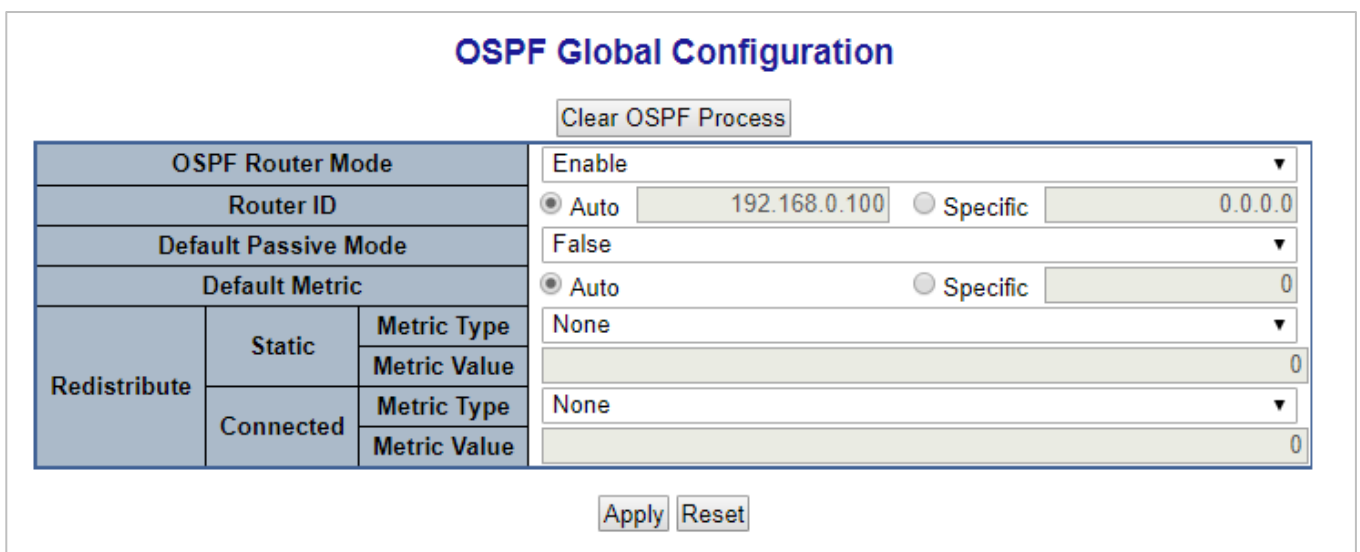 OSPF Global Configuration
Clear OSPF Process
OSPF Router Mode Enable
Router ID Auto 192.168.0.100 Specific 0.0.0.0
Default Passive Mode False
Default Metric Auto Specific 0
Redistribute Static Metric Type None
Metric Value 0
Connected Metric Type None
Metric Value 0
Apply Reset